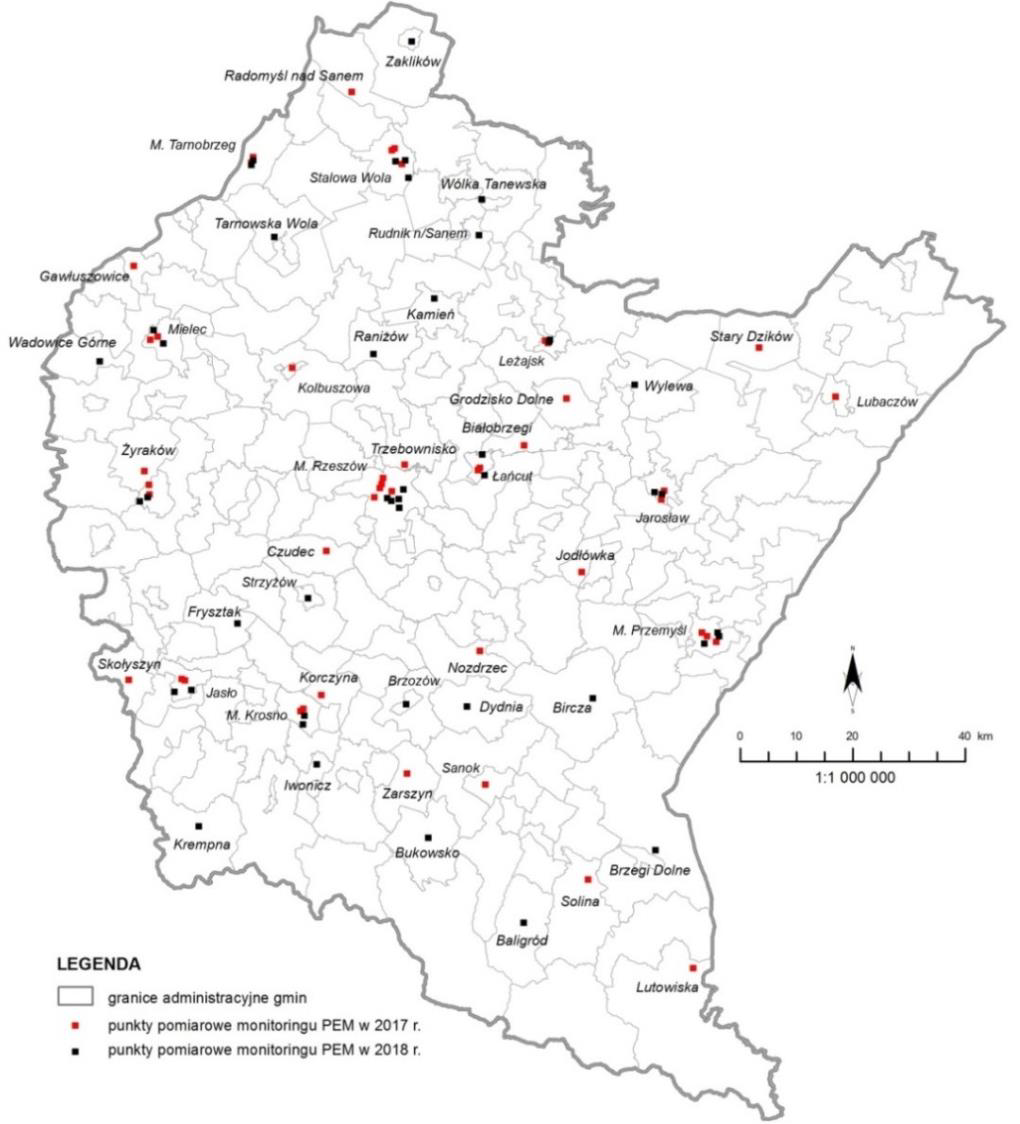 Zaklików
Radomyśl nad Sanem
M. Tarnobrzeg
Stalowa Wola
Wólka Tanewska
Tarnowska Wola
Rudnik n/Sanem
Gawłuszowice
Kamień
Mielec
Wadowice Górne
Raniżów
Leżajsk
Stary Dzików
Kolbuszowa
Wylewa
Grodzisko Dolne
Lubaczów
Białobrzegi
Żyraków
Trzebownisko
M. Rzeszów
Łańcut
Jarosław
Czudec
Jodłówka
Strzyżów
Frysztak
M. Przemyśl
Skołyszyn
Nozdrzec
Korczyna
Brzozów
Jasło
Dydnia
Bircza
M. Krosno
N
S
0 10 20 40 km
1:1 000 000
Sanok
Iwonicz
Zarszyn
Krempna
Bukowsko
Brzegi Dolne
Solina
Baligród
Lutowiska
LEGENDA
granice administracyjne gmin
punkty pomiarowe monitoringu PEM w 2017 r.
punkty pomiarowe monitoringu PEM w 2018 r.